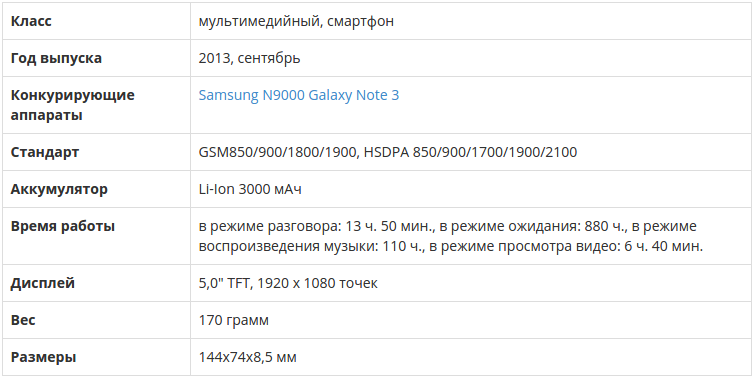 Класс мультимедийный, смартфон
Год выпуска 2013, сентябрь
Конкурирующие Samsung N9000 Galaxy Note 3
аппараты
Стандарт GSM850/900/1800/1900, HSDPA 850/900/1700/1900/2100
Аккумулятор Li-Ion 3000 мАч
Время работы в режиме разговора: 13 ч. 50 мин., в режиме ожидания: 880 ч., в режиме
воспроизведения музыки: 110 ч., в режиме просмотра видео: 6 ч. 40 мин.
Дисплей 5,0" TFT, 1920 x 1080 точек
Вес 170 грамм
Размеры 144x74x8,5 мм